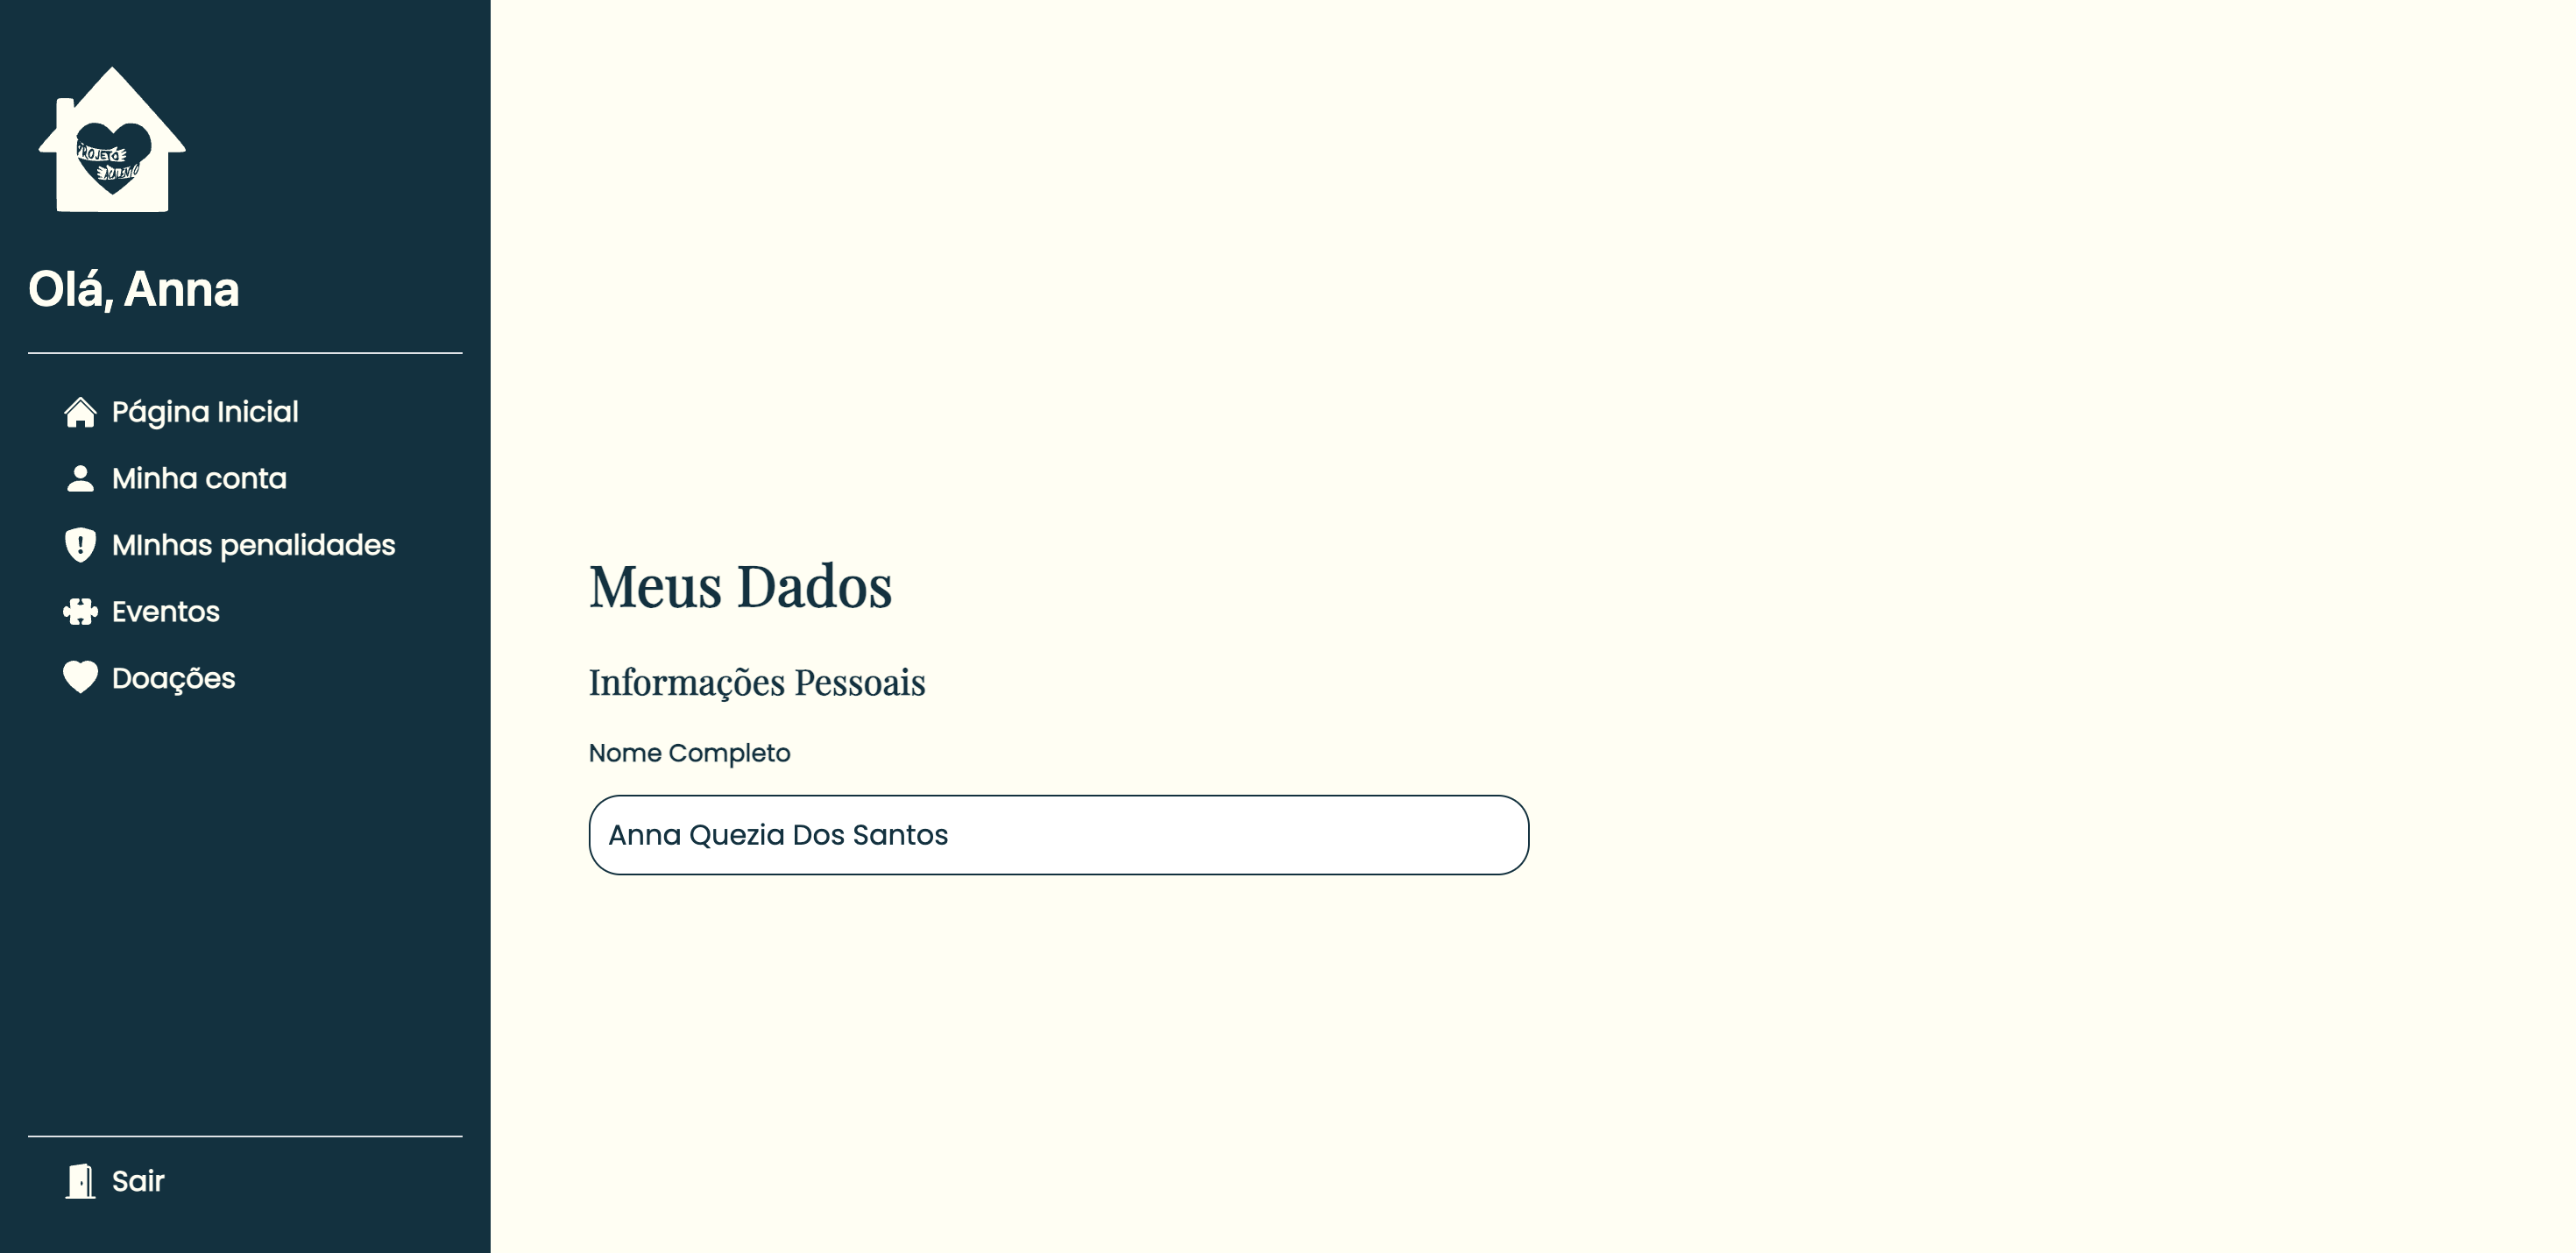 PROJETO
ACALENTO
Olá, Anna
Página Inicial
Minha conta
MInhas penalidades
Eventos
Doações
Sair
Meus Dados
Informações Pessoais
Nome Completo
Anna Quezia Dos Santos